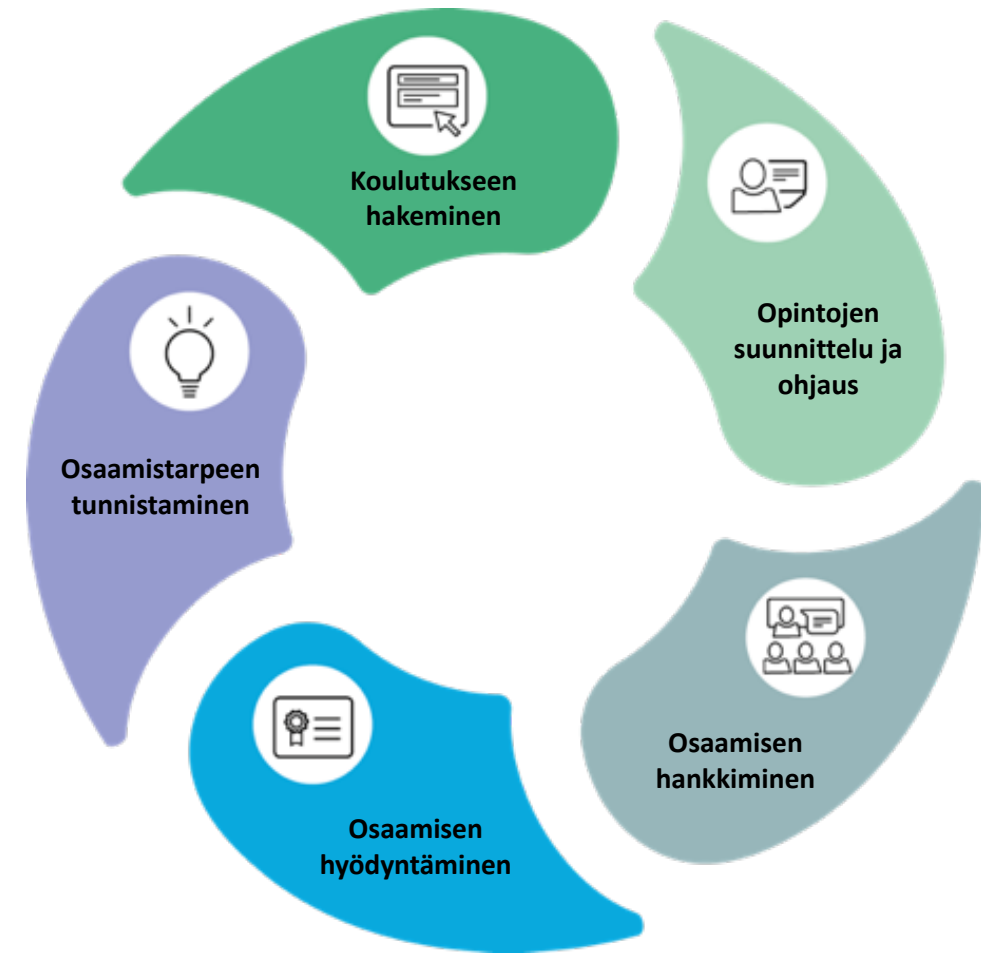 Koulutukseen
hakeminen
Opintojen
suunnittelu ja
ohjaus
Osaamistarpeen
tunnistaminen
Osaamisen
hankkiminen
Osaamisen
hyödyntäminen